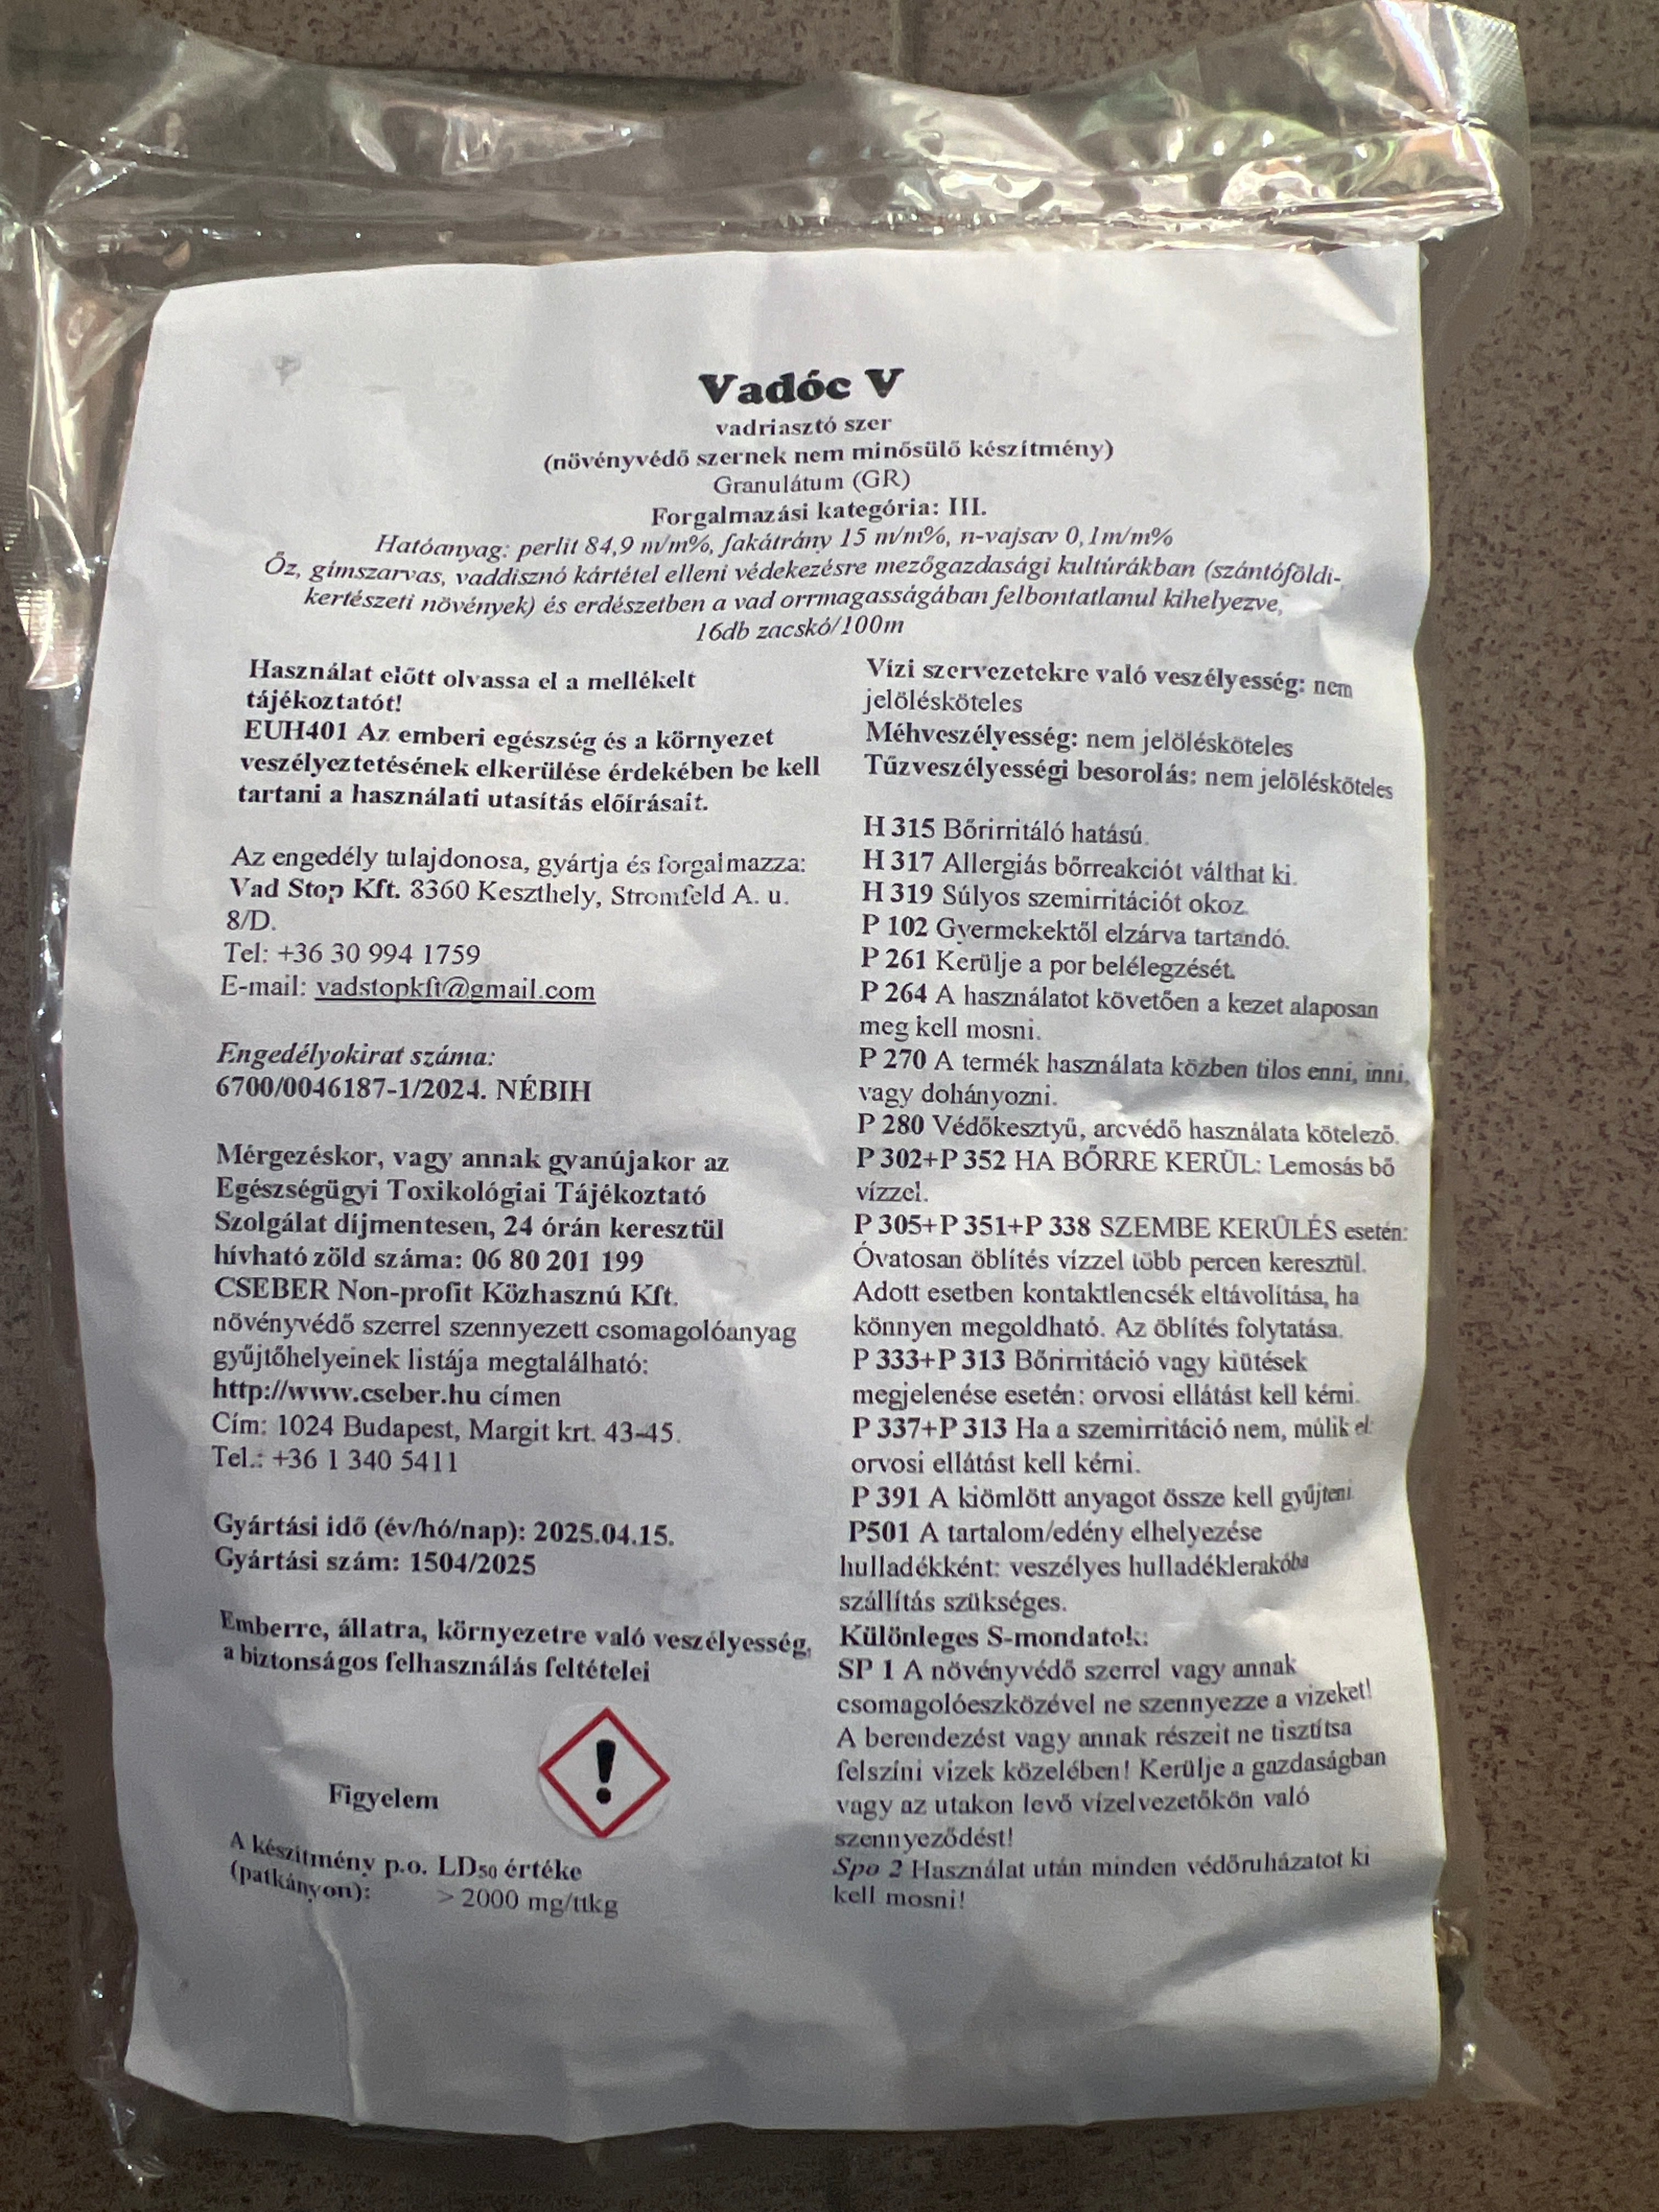 Vadóc V
vadriasztó szer
(növényvédő szernek nem minősülő készítmény)
Granulátum (GR)
Forgalmazási kategória: III.
Hatóanyag: perlit 84,9 m/m%, fakátrány 15 m/m%, n-vajsav 0,1m/m%
Őz, gímszarvas, vaddisznó kártétel elleni védekezésre mezőgazdasági kultúrákban (szántóföldi-
kertészeti növények) és erdészetben a vad orrmagasságában felbontatlanul kihelyezve,
16db zacskó/100m
Használat előtt olvassa el a mellékelt
tájékoztatót!
EUH401 Az emberi egészség és a környezet
veszélyeztetésének elkerülése érdekében be kell
tartani a használati utasítás előírásait.
Az engedély tulajdonosa, gyártja és forgalmazza:
Vad Stop Kft. 8360 Keszthely, Stromfeld A. u.
8/D.
Tel: +36 30 994 1759
E-mail: vadstopkft@gmail.com
Engedélyokirat száma:
6700/0046187-1/2024. NÉBIH
Mérgezéskor, vagy annak gyanújakor az
Egészségügyi Toxikológiai Tájékoztató
Szolgálat díjmentesen, 24 órán keresztül
hívható zöld száma: 06 80 201 199
CSEBER Non-profit Közhasznú Kft.
növényvédő szerrel szennyezett csomagolóanyag
gyűjtőhelyeinek listája megtalálható:
http://www.cseber.hu címen
Cím: 1024 Budapest, Margit krt. 43-45.
Tel.: +36 1 340 5411
Gyártási idő (év/hó/nap): 2025.04.15.
Gyártási szám: 1504/2025
Emberre, állatra, környezetre való veszélyesség,
a biztonságos felhasználás feltételei
Figyelem
A készítmény p.o. LD50 értéke
(patkányon): > 2000 mg/ttkg
Vízi szervezetekre való veszélyesség: nem
jelölésköteles
Méhveszélyesség: nem jelölésköteles
Tűzveszélyességi besorolás: nem jelölésköteles
H 315 Bőrirritáló hatású.
H 317 Allergiás bőrreakciót válthat ki.
H 319 Súlyos szemirritációt okoz.
P 102 Gyermekektől elzárva tartandó.
P 261 Kerülje a por belélegzését.
P 264 A használatot követően a kezet alaposan
meg kell mosni.
P 270 A termék használata közben tilos enni, inni,
vagy dohányozni.
P 280 Védőkesztyű, arcvédő használata kötelező.
P 302+P 352 HA BŐRRE KERÜL: Lemosás bő
vízzel.
P 305+P 351+P 338 SZEMBE KERÜLÉS esetén:
Óvatosan öblítés vízzel több percen keresztül.
Adott esetben kontaktlencsék eltávolítása, ha
könnyen megoldható. Az öblítés folytatása.
P 333+P 313 Bőrirritáció vagy kiütések
megjelenése esetén: orvosi ellátást kell kérni.
P 337+P 313 Ha a szemirritáció nem, múlik el:
orvosi ellátást kell kérni.
P 391 A kiömlött anyagot össze kell gyűjteni
P501 A tartalom/edény elhelyezése
hulladékként: veszélyes hulladéklerakóba
szállítás szükséges.
Különleges S-mondatok:
SP 1 A növényvédő szerrel vagy annak
csomagolóeszközével ne szennyezze a vizeket!
A berendezést vagy annak részeit ne tisztítsa
felszíni vizek közelében! Kerülje a gazdaságban
vagy az utakon levő vízelvezetőkön való
szennyeződést!
Spo 2 Használat után minden védőruházatot ki
kell mosni!